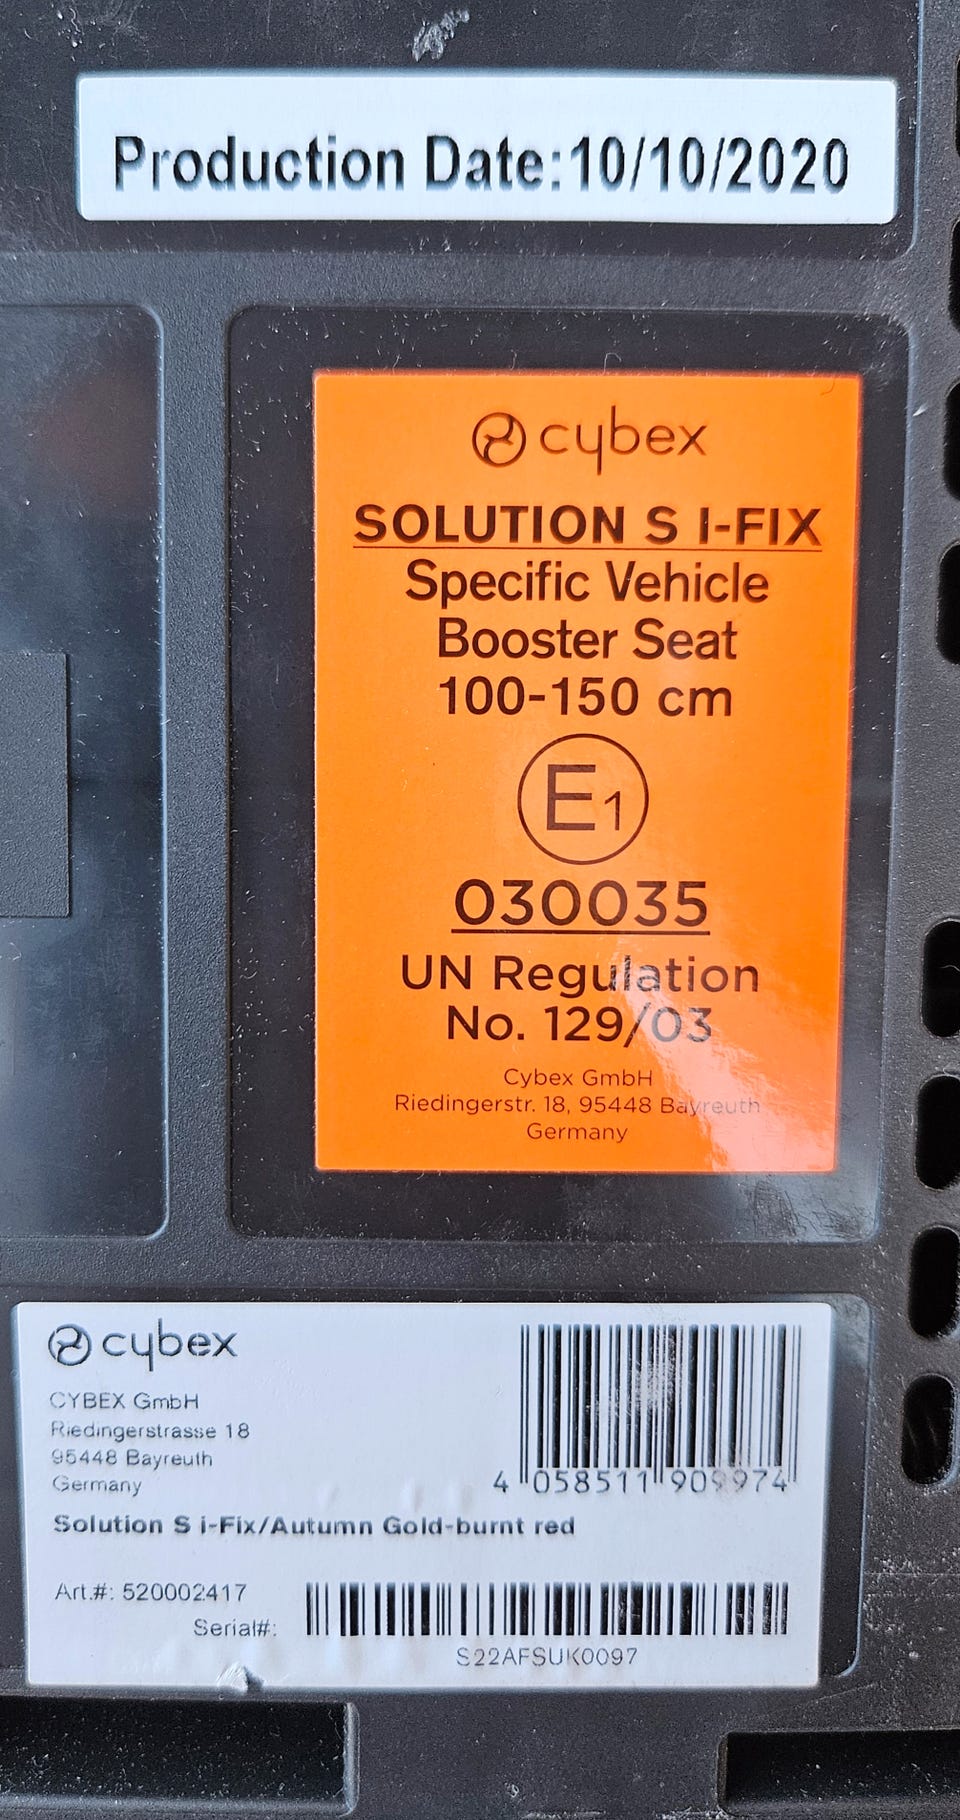 Production Date:10/10/2020
cybex
SOLUTION S I-FIX
Specific Vehicle
Booster Seat
100-150 cm
E1
030035
UN Regulation
No. 129/03
Cybex GmbH
Riedingerstr. 18, 95448 Bayreuth
Germany
cybex
CYBEX GmbH
Riedingerstrasse 18
95448 Bayreuth
Germany
4 058511 909974
Solution S i-Fix/Autumn Gold-burnt red
Art.#: 520002417
Serial#:
S22AFSUK0097